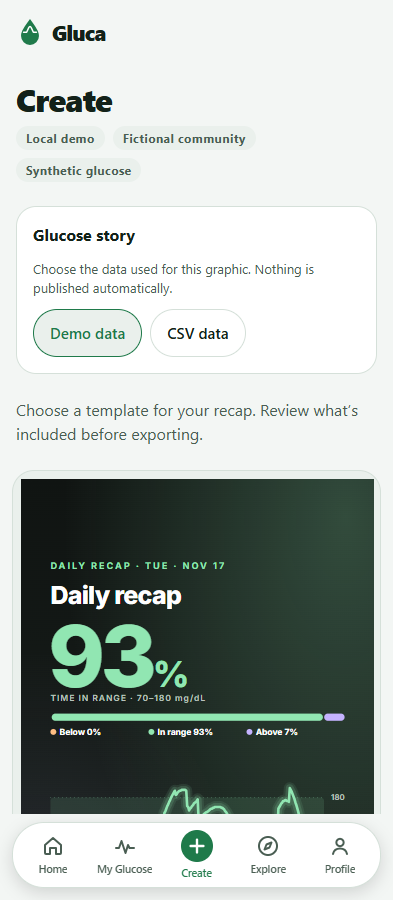 Gluca
Create
Local demo
Fictional community
Synthetic glucose
Glucose story
Choose the data used for this graphic. Nothing is
published automatically.
Demo data
CSV data
Choose a template for your recap. Review what's
included before exporting.
DAILY RECAP · TUE · NOV 17
Daily recap
93%
TIME IN RANGE · 70–180 mg/dL
Below 0%
In range 93%
Above 7%
180
Home
My Glucose
Create
Explore
Profile